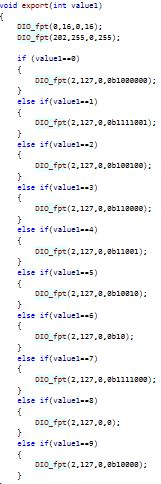 void export(int value1)
{
DIO_fpt(0,16,0,16);
DIO_fpt(202,255,0,255);
if (value1==0)
{
DIO_fpt(2,127,0,0b1000000);
}
else if(value1==1)
{
DIO_fpt(2,127,0,0b1111001);
}
else if(value1==2)
{
DIO_fpt(2,127,0,0b100100);
}
else if(value1==3)
{
DIO_fpt(2,127,0,0b110000);
}
else if(value1==4)
{
DIO_fpt(2,127,0,0b11001);
}
else if(value1==5)
{
DIO_fpt(2,127,0,0b10010);
}
else if(value1==6)
{
DIO_fpt(2,127,0,0b10);
}
else if(value1==7)
{
DIO_fpt(2,127,0,0b1111000);
}
else if(value1==8)
{
DIO_fpt(2,127,0,0);
}
else if(value1==9)
{
DIO_fpt(2,127,0,0b10000);
}